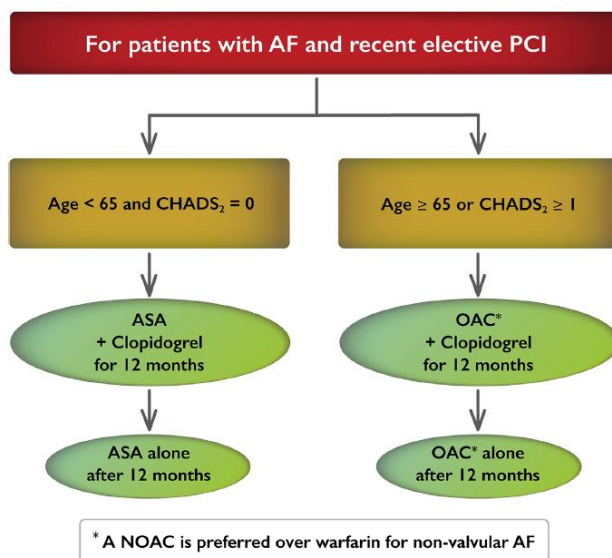 For patients with AF and recent elective PCI
Age < 65 and CHADS₂ = 0
Age ≥ 65 or CHADS₂ ≥ 1
ASA
+ Clopidogrel
for 12 months
OAC*
+ Clopidogrel
for 12 months
ASA alone
after 12 months
OAC* alone
after 12 months
* A NOAC is preferred over warfarin for non-valvular AF